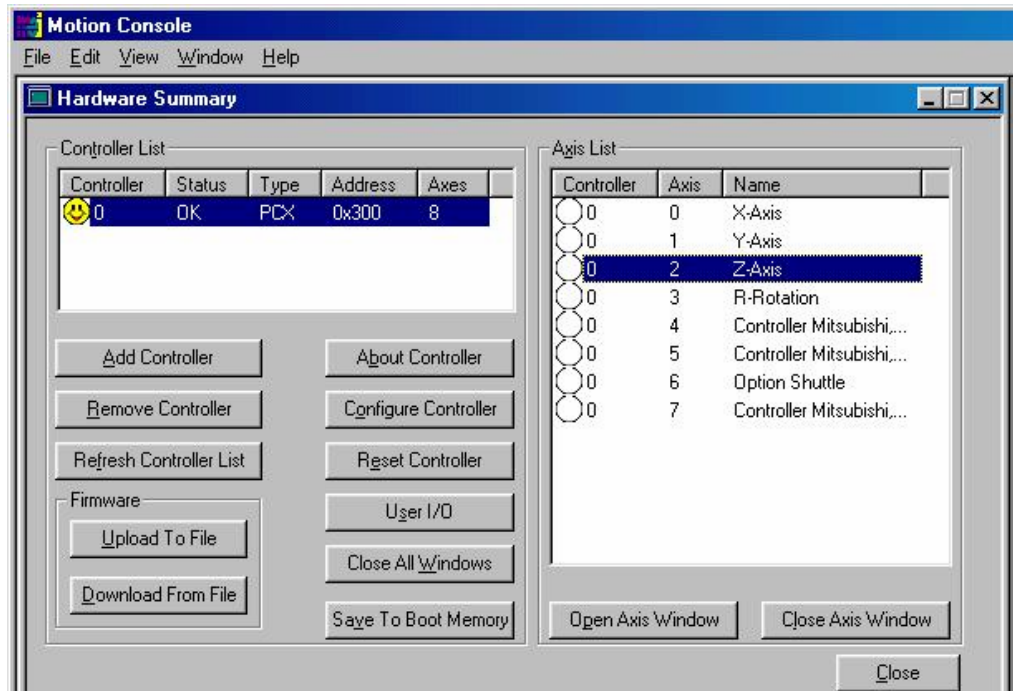 Motion Console
File Edit View Window Help
Hardware Summary
Controller List
Controller Status Type Address Axes
0 OK PCX 0x300 8
Add Controller
About Controller
Remove Controller
Configure Controller
Refresh Controller List
Reset Controller
Firmware
Upload To File
Download From File
User I/O
Close All Windows
Save To Boot Memory
Axis List
Controller Axis Name
0 0 X-Axis
0 1 Y-Axis
0 2 Z-Axis
0 3 R-Rotation
0 4 Controller Mitsubishi,...
0 5 Controller Mitsubishi,...
0 6 Option Shuttle
0 7 Controller Mitsubishi,...
Open Axis Window
Close Axis Window
Close